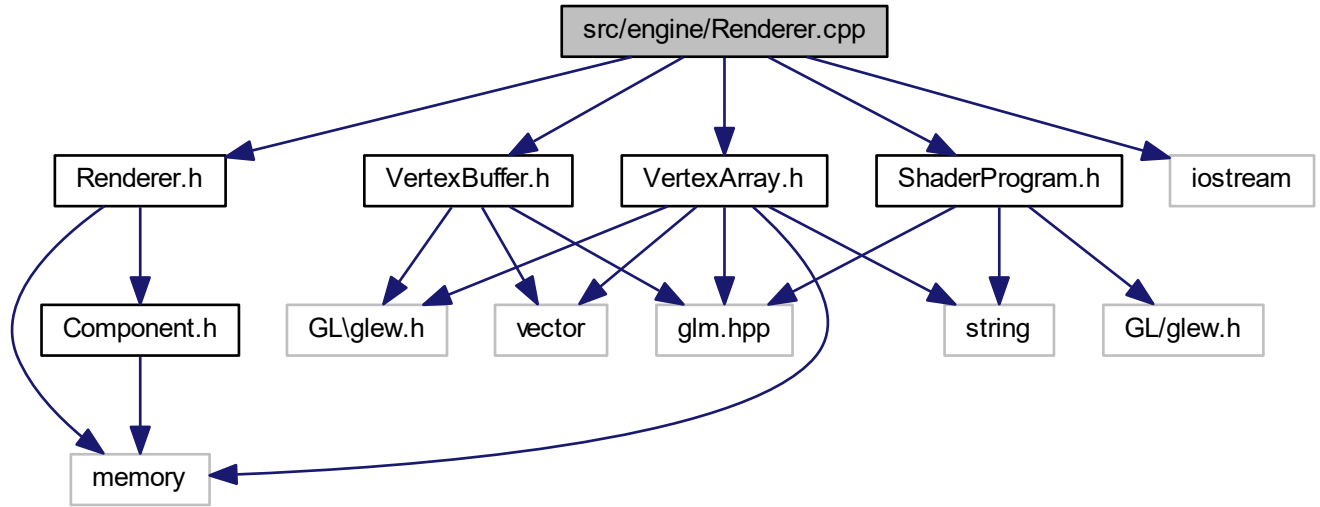 src/engine/Renderer.cpp
Renderer.h
VertexBuffer.h
VertexArray.h
ShaderProgram.h
iostream
Component.h
GL\glew.h
vector
glm.hpp
string
GL/glew.h
memory